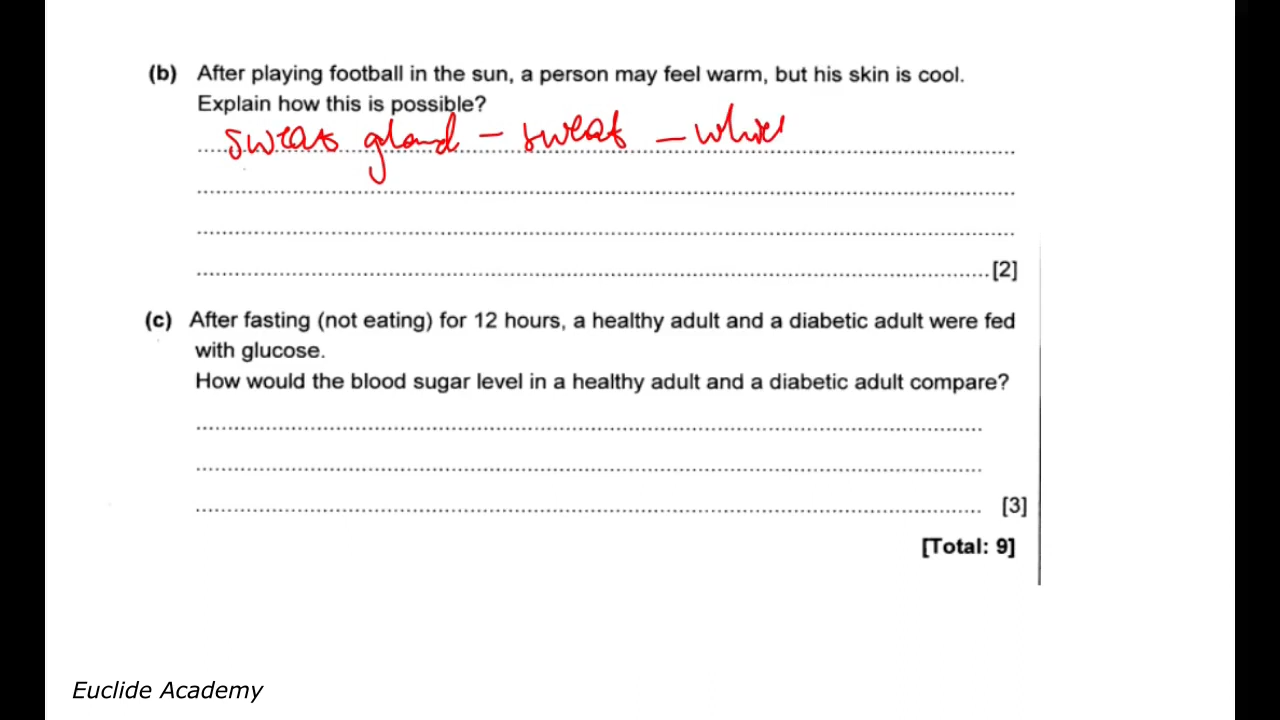 (b) After playing football in the sun, a person may feel warm, but his skin is cool.
Explain how this is possible?
sweat gland - sweat -
[2]
(c) After fasting (not eating) for 12 hours, a healthy adult and a diabetic adult were fed
with glucose.
How would the blood sugar level in a healthy adult and a diabetic adult compare?
[3]
[Total: 9]
Euclide Academy